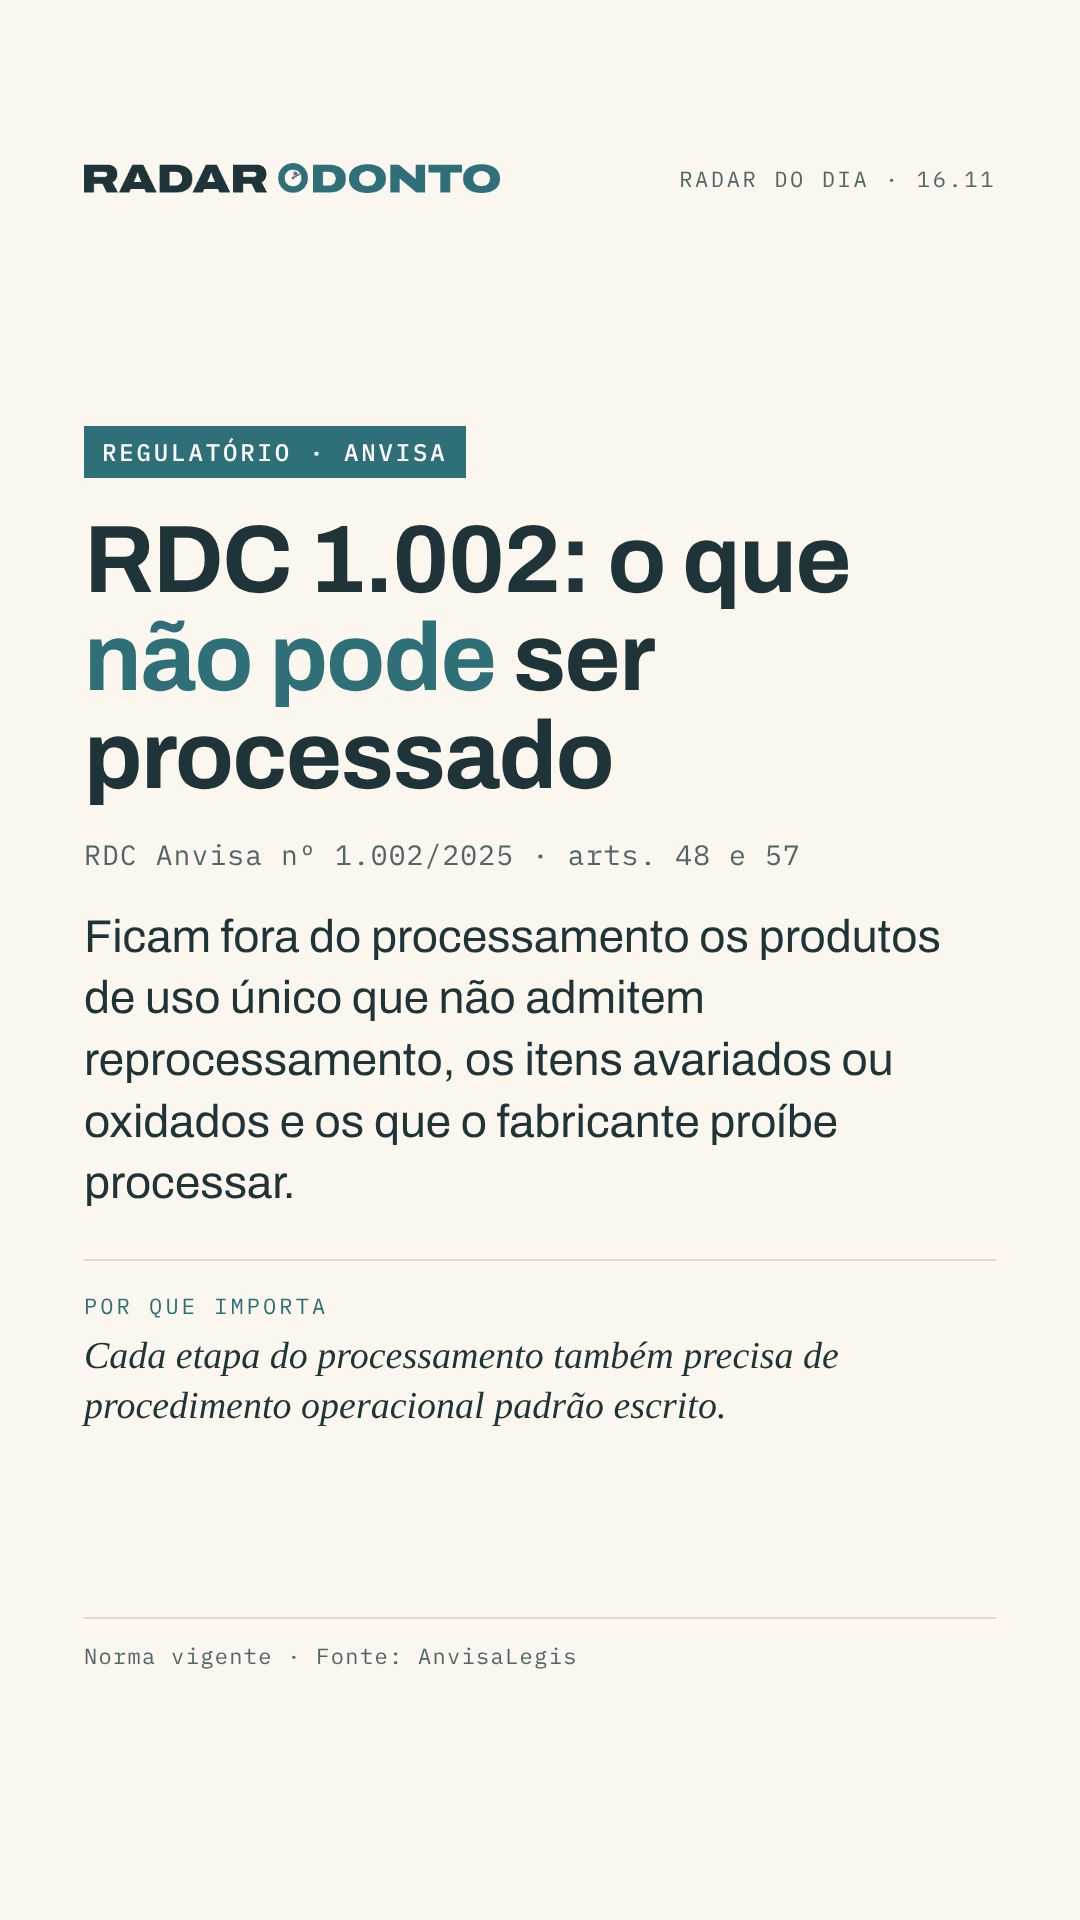 RADAR ODONTO
RADAR DO DIA · 16.11
REGULATÓRIO · ANVISA
RDC 1.002: o que
não pode ser
processado
RDC Anvisa nº 1.002/2025 · arts. 48 e 57
Ficam fora do processamento os produtos
de uso único que não admitem
reprocessamento, os itens avariados ou
oxidados e os que o fabricante proíbe
processar.
POR QUE IMPORTA
Cada etapa do processamento também precisa de
procedimento operacional padrão escrito.
Norma vigente · Fonte: AnvisaLegis